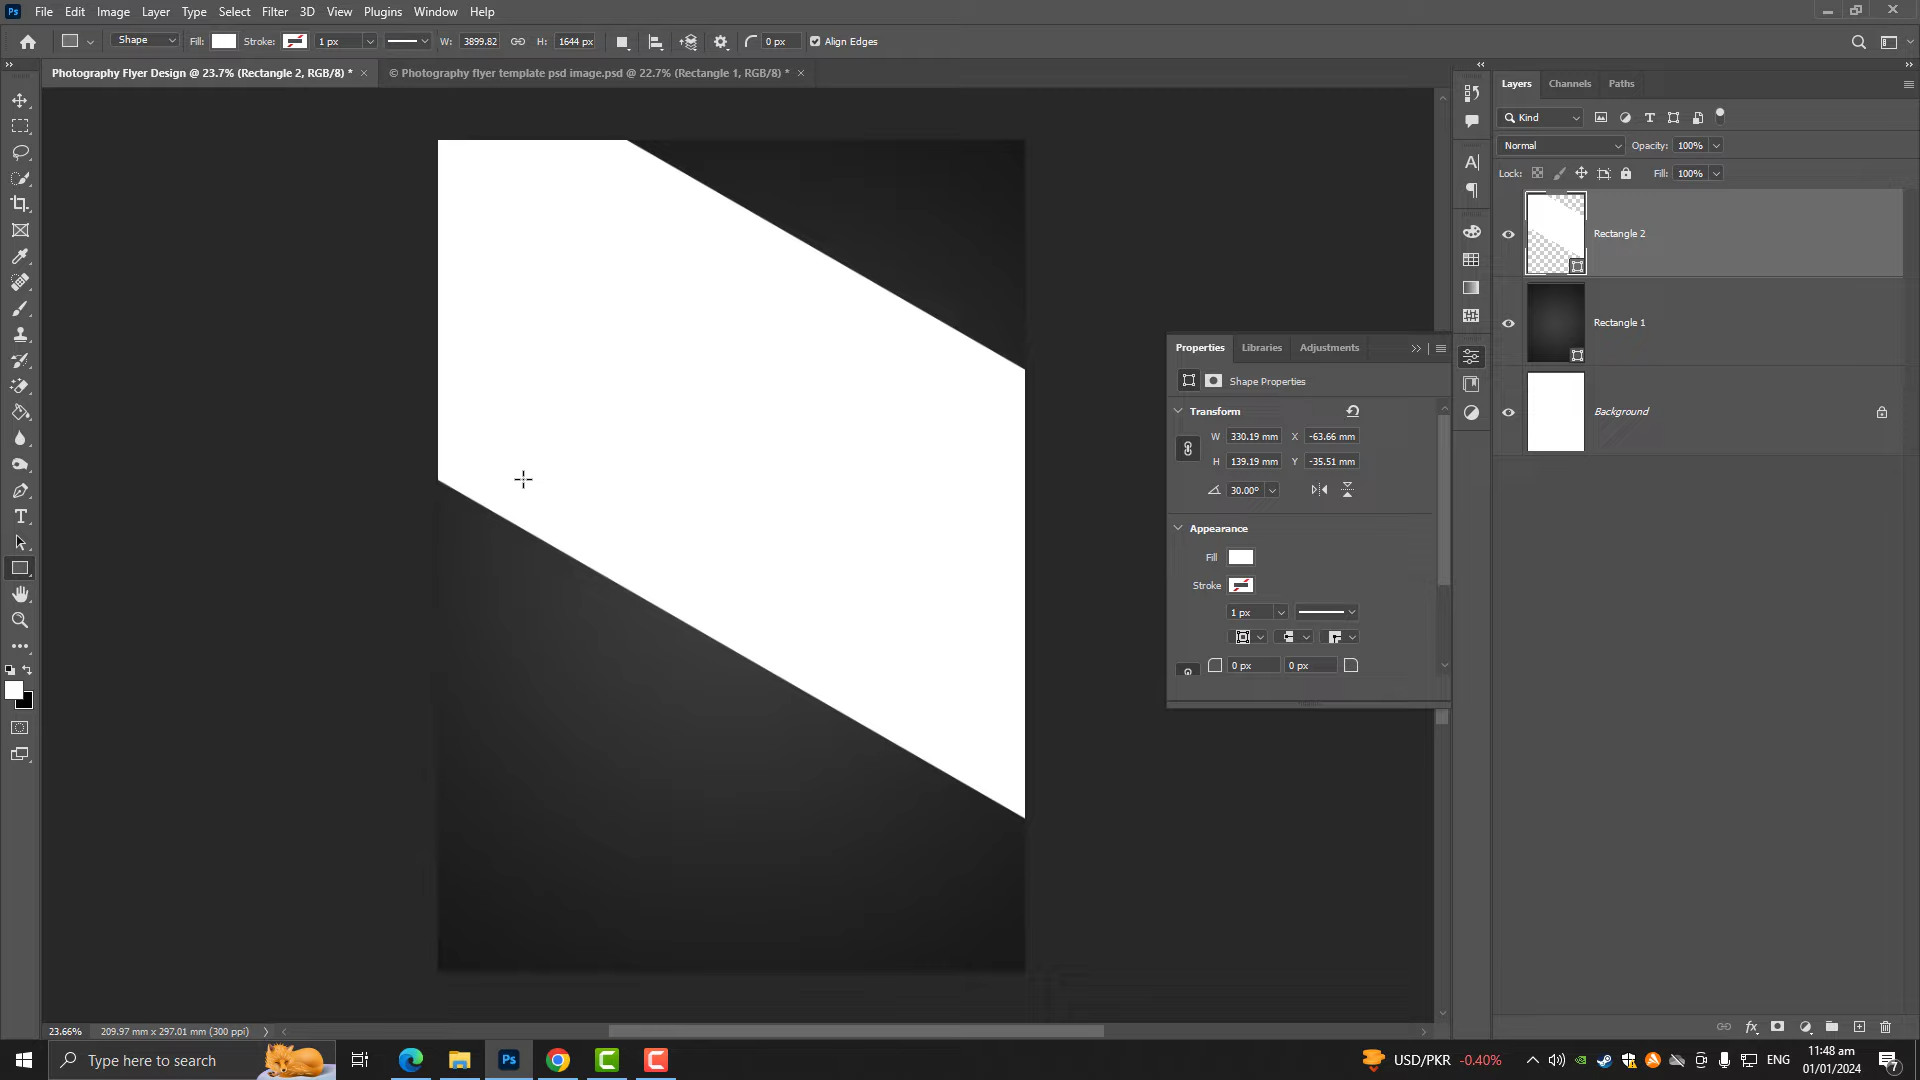 Ps File Edit Image Layer Type Select Filter 3D View Plugins Window Help
Shape Fill: Stroke: 1 px W: 3899.82 H: 1644 px 0 px Align Edges
Photography Flyer Design @ 23.7% (Rectangle 2, RGB/8) * × © Photography flyer template psd image.psd @ 22.7% (Rectangle 1, RGB/8) * ×
Layers Channels Paths
Kind
Normal Opacity: 100%
Lock: Fill: 100%
Rectangle 2
Rectangle 1
Background
Properties Libraries Adjustments
Shape Properties
Transform
W 330.19 mm X -63.66 mm
H 139.19 mm Y -35.51 mm
30.00°
Appearance
Fill
Stroke
1 px
0 px 0 px
23.66% 209.97 mm x 297.01 mm (300 ppi)
Type here to search
Ps
USD/PKR -0.40%
ENG
11:48 am
01/01/2024
7